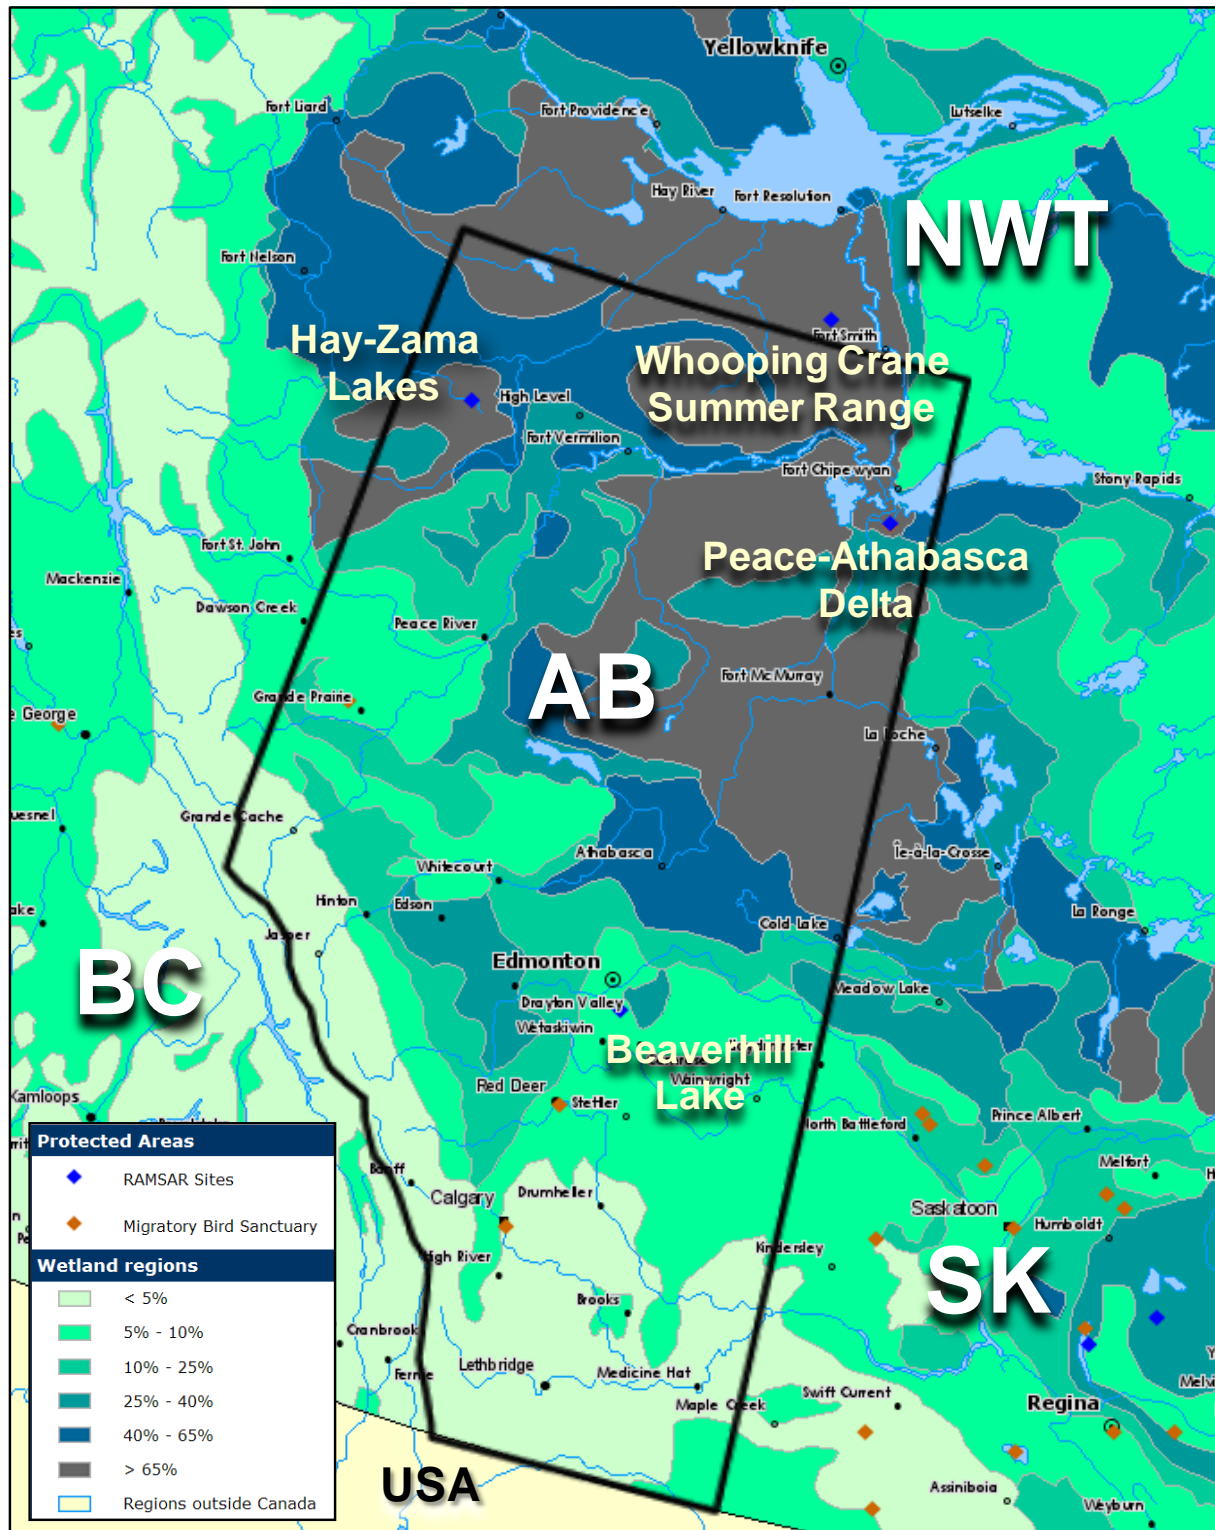 Yellowknife
Fort Liard
Fort Providence
Lutselke
Hay River
Fort Resolution
NWT
Fort Nelson
Fort Smith
Hay-Zama
Lakes
Whooping Crane
Summer Range
High Level
Fort Vermilion
Fort Chipewyan
Stony Rapids
Fort St. John
Peace-Athabasca
Delta
Mackenzie
Dawson Creek
Peace River
es
AB
Fort McMurray
Grande Prairie
e George
La Loche
uesnel
Grande Cache
Athabasca
Île-à-la-Crosse
Whitecourt
Hinton
Edson
ake
La Ronge
Cold Lake
Jasper
BC
Edmonton
Drayton Valley
Meadow Lake
Wetaskiwin
Beaverhill
Lake
Wainwright
Red Deer
Stettler
Kamloops
North Battleford
Prince Albert
Melfort
Banff
Calgary
Drumheller
Saskatoon
Humboldt
High River
Kindersley
SK
Brooks
Cranbrook
Fernie
Lethbridge
Medicine Hat
Maple Creek
Swift Current
Regina
Melvi
USA
Assiniboia
Weyburn
Protected Areas
RAMSAR Sites
Migratory Bird Sanctuary
Wetland regions
< 5%
5% - 10%
10% - 25%
25% - 40%
40% - 65%
> 65%
Regions outside Canada